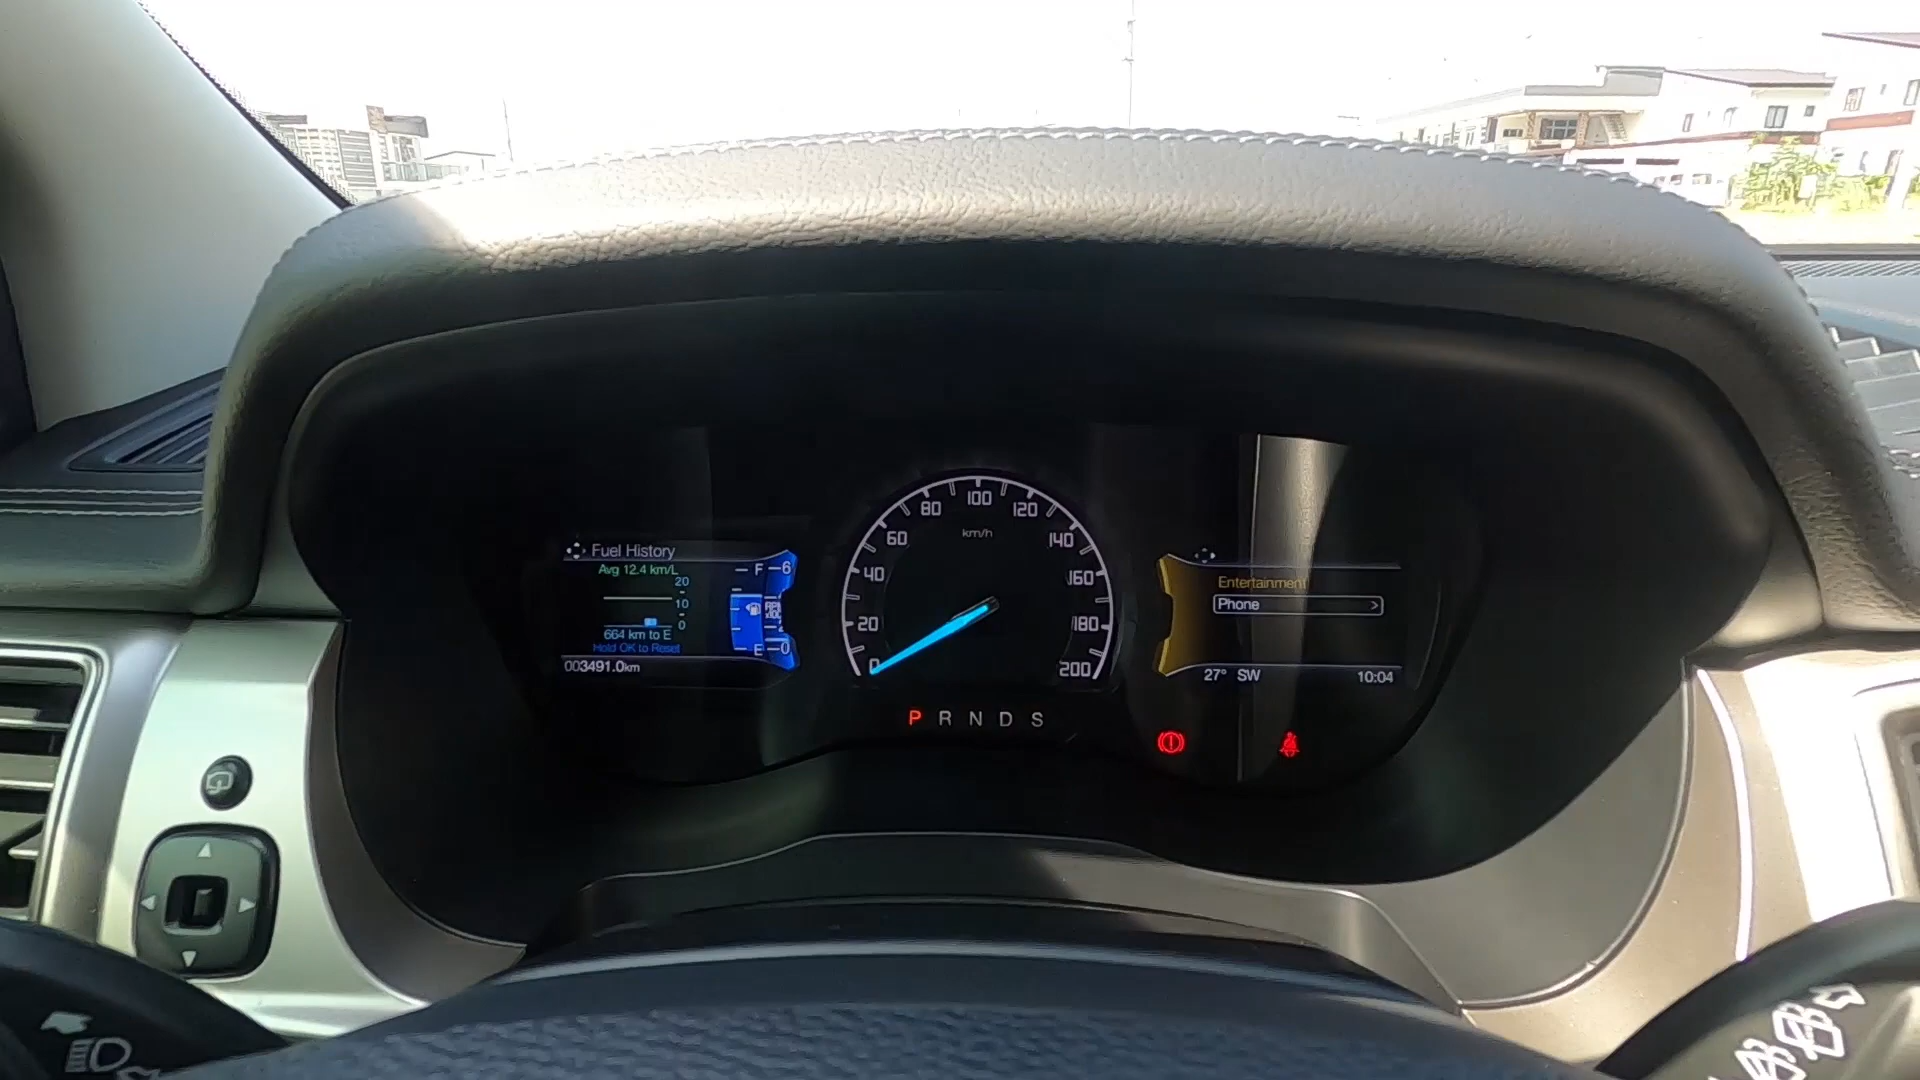 Fuel History
Avg 12.4 km/L
20
10
0
664 km to E
Hold OK to Reset
003491.0km
F 6
E 0
0
20
40
60
80
100
120
140
160
180
200
km/h
P R N D S
Entertainment
Phone >
27° SW
10:04